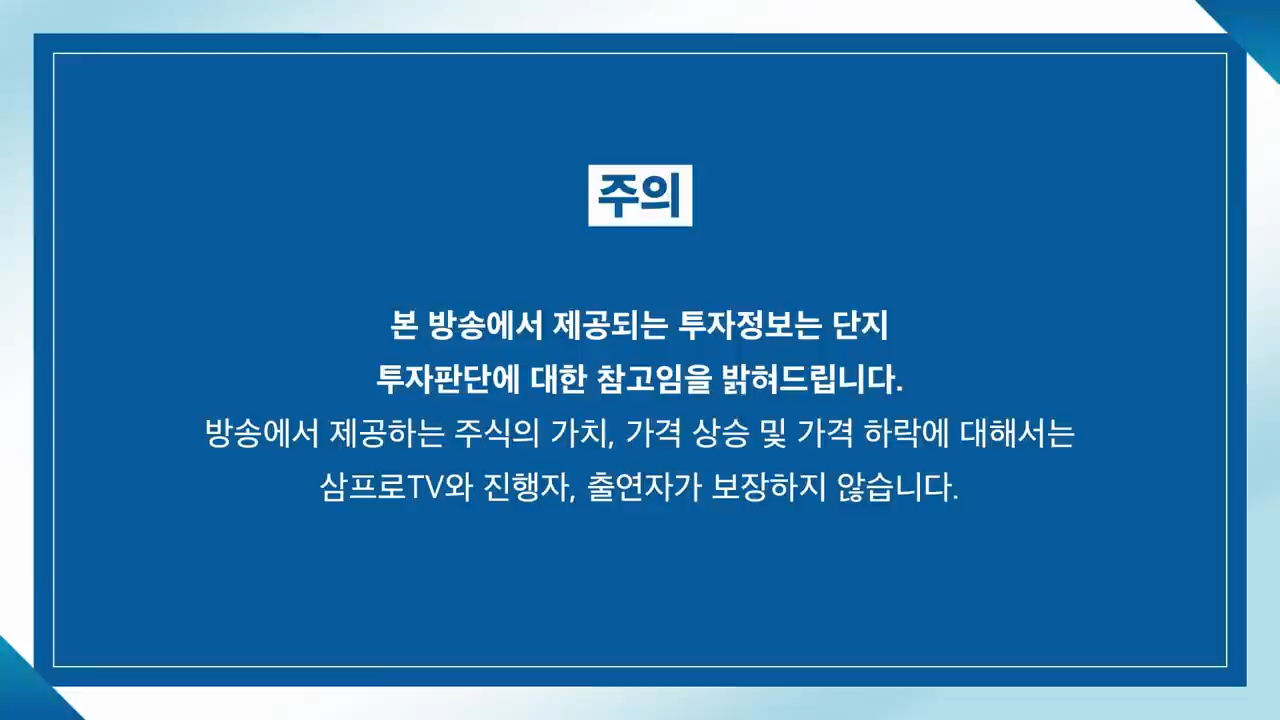 주의
본 방송에서 제공되는 투자정보는 단지
투자판단에 대한 참고임을 밝혀드립니다.
방송에서 제공하는 주식의 가치, 가격 상승 및 가격 하락에 대해서는
삼프로TV와 진행자, 출연자가 보장하지 않습니다.